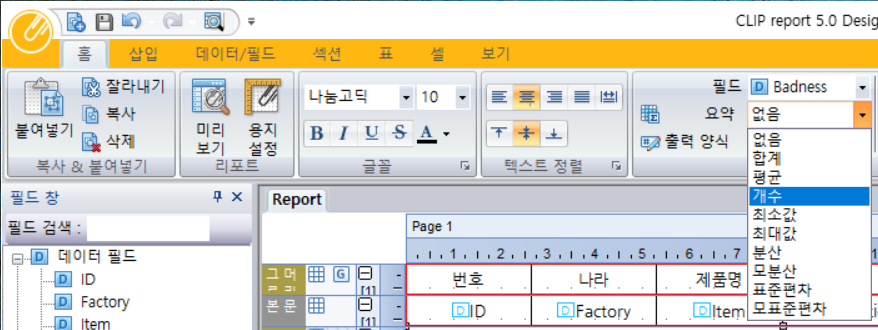 CLIP report 5.0 Desig
홈 삽입 데이터/필드 섹션 표 셀 보기
붙여넣기
잘라내기
복사
삭제
복사 & 붙여넣기
미리
보기
용지
설정
리포트
나눔고딕 10
B I U S A
글꼴
텍스트 정렬
필드 D Badness
요약 없음
출력 양식
없음
합계
평균
개수
최소값
최대값
분산
모분산
표준편차
모표준편차
필드 창
필드 검색 :
D 데이터 필드
D ID
D Factory
D Item
Report
Page 1
1 2 3 4 5 6 7
그 머
G
[1]
번호 나라 제품명
본 문
[1]
D ID D Factory D Item